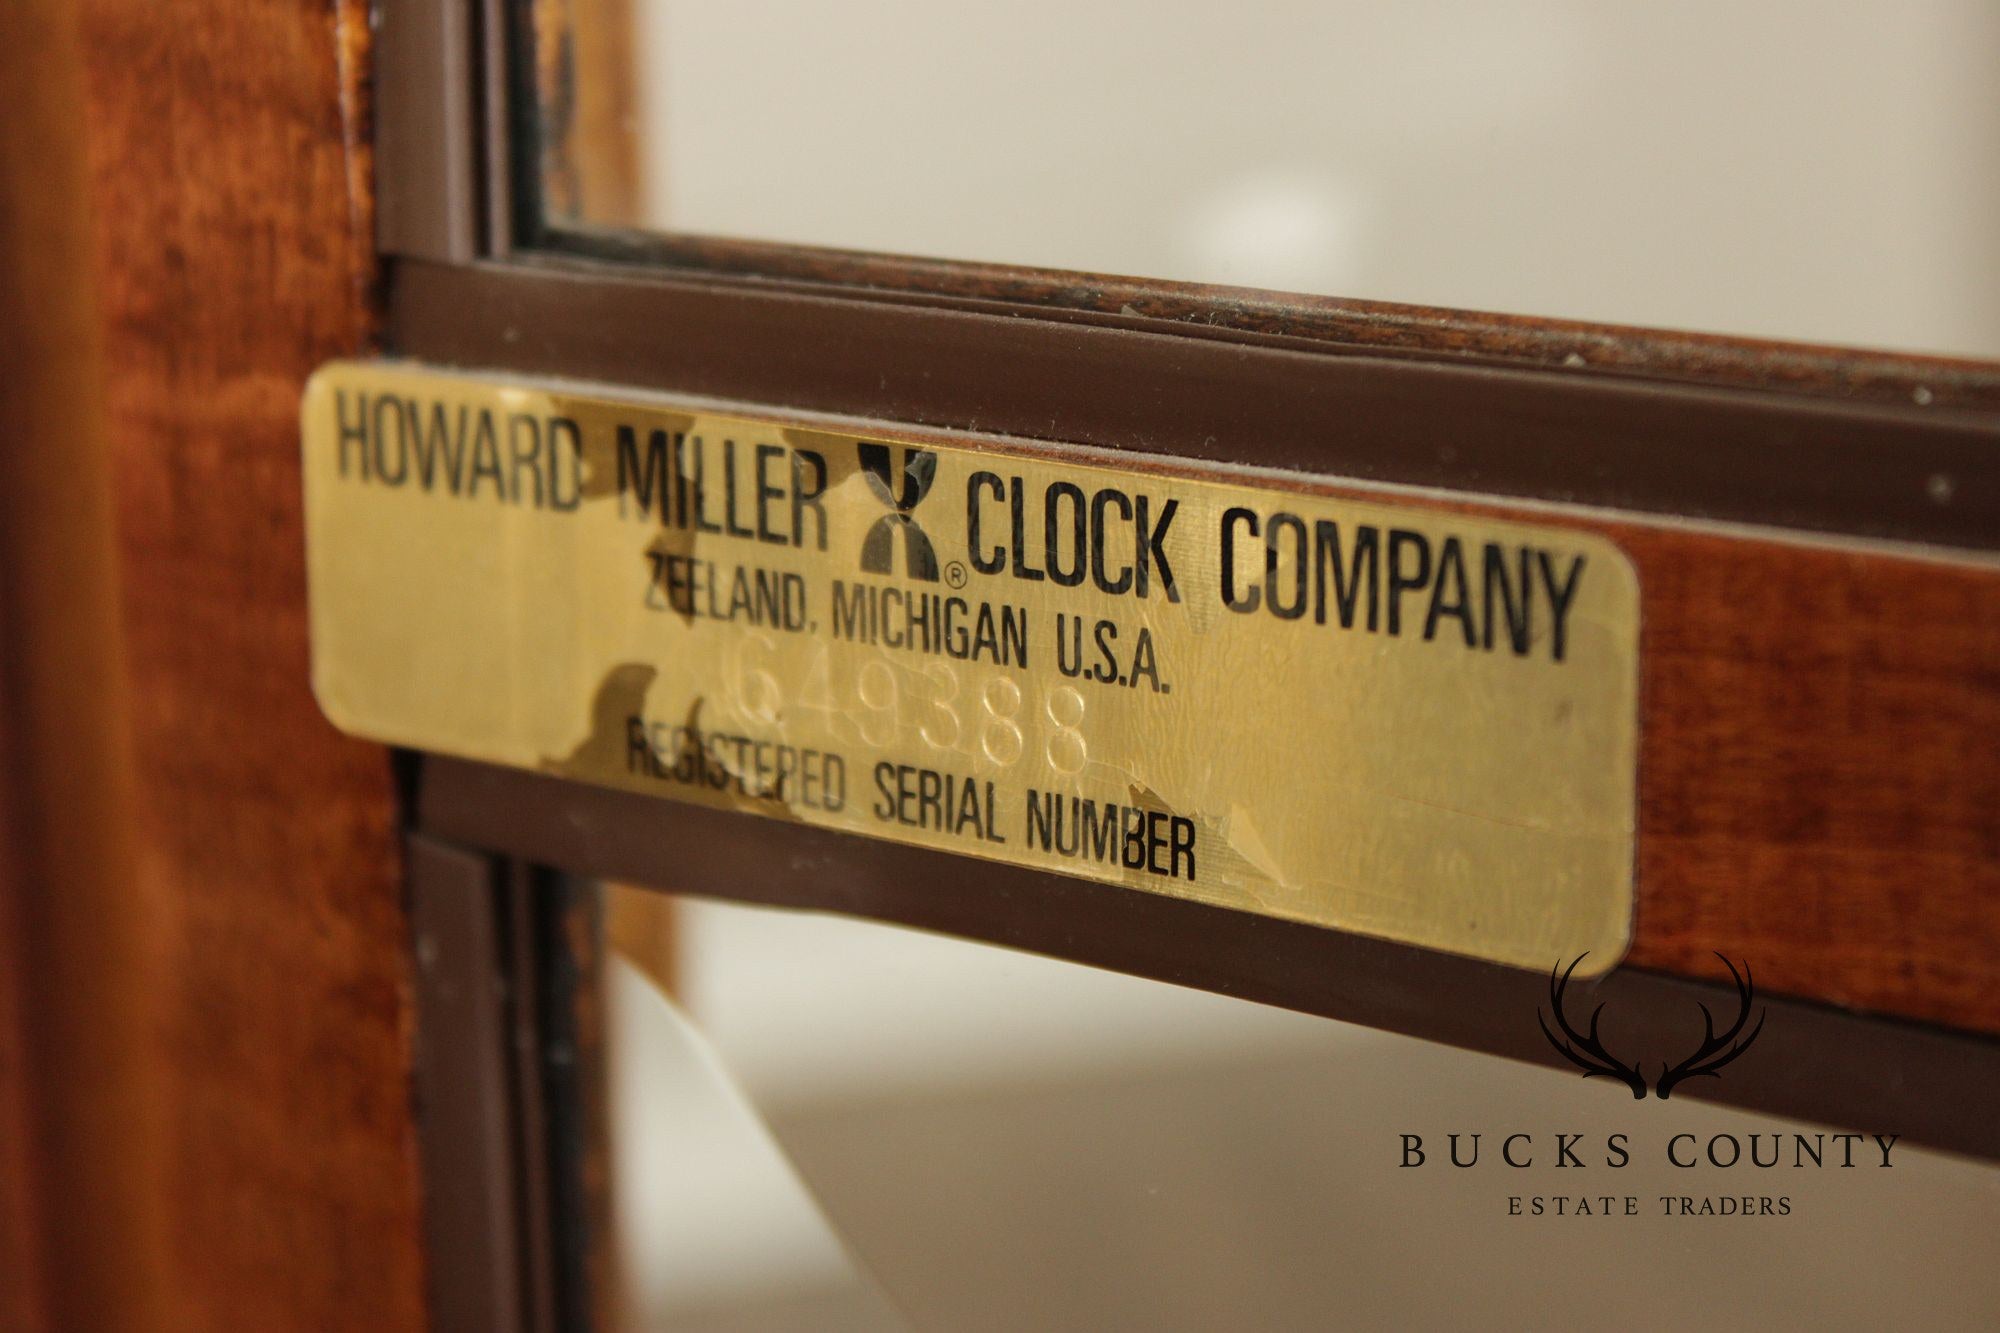 HOWARD MILLER ® CLOCK COMPANY
ZEELAND, MICHIGAN U.S.A.
649388
REGISTERED SERIAL NUMBER
BUCKS COUNTY
ESTATE TRADERS